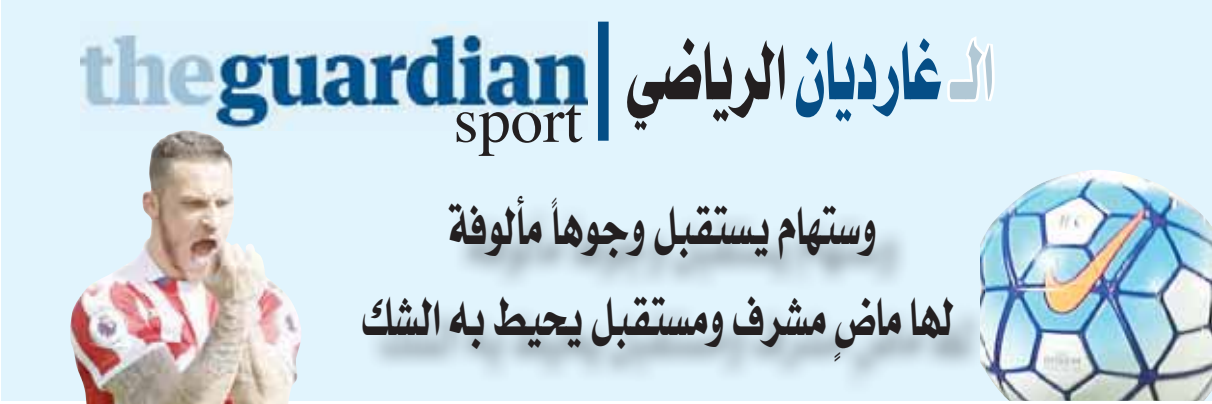 الـ غارديان الرياضي
theguardian
sport
وستهام يستقبل وجوهاً مألوفة
لها ماضٍ مشرف ومستقبل يحيط به الشك